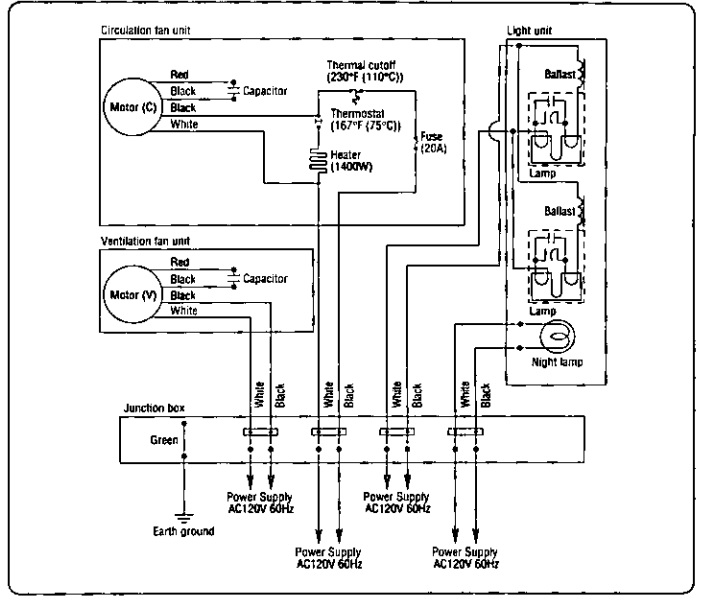 Circulation fan unit
Light unit
Thermal cutoff
(230°F (110°C))
Red
Black
Capacitor
Motor (C)
Black
White
Thermostal
(167°F (75°C))
Fuse
(20A)
Heater
(1400W)
Ballast
Lamp
Ballast
Lamp
Night lamp
Ventilation fan unit
Red
Black
Capacitor
Motor (V)
Black
White
White
Black
White
Black
White
Black
White
Black
Junction box
Green
Earth ground
Power Supply
AC120V 60Hz
Power Supply
AC120V 60Hz
Power Supply
AC120V 60Hz
Power Supply
AC120V 60Hz